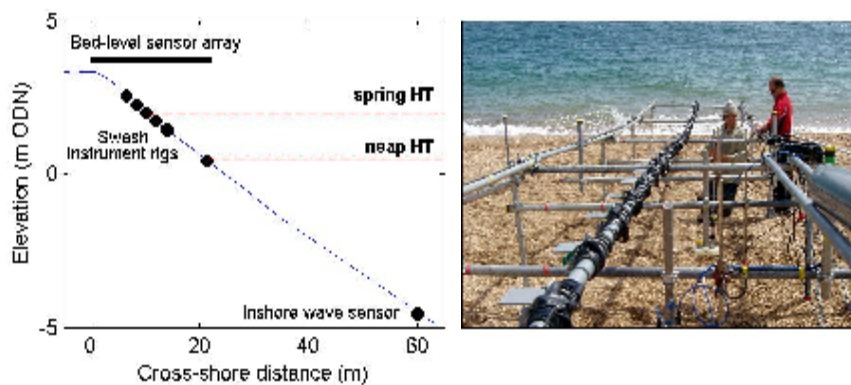 5
Bed-level sensor array
spring HT
Swash
instrument rigs
neap HT
0
Elevation (m ODN)
Inshore wave sensor
-5
0 20 40 60
Cross-shore distance (m)